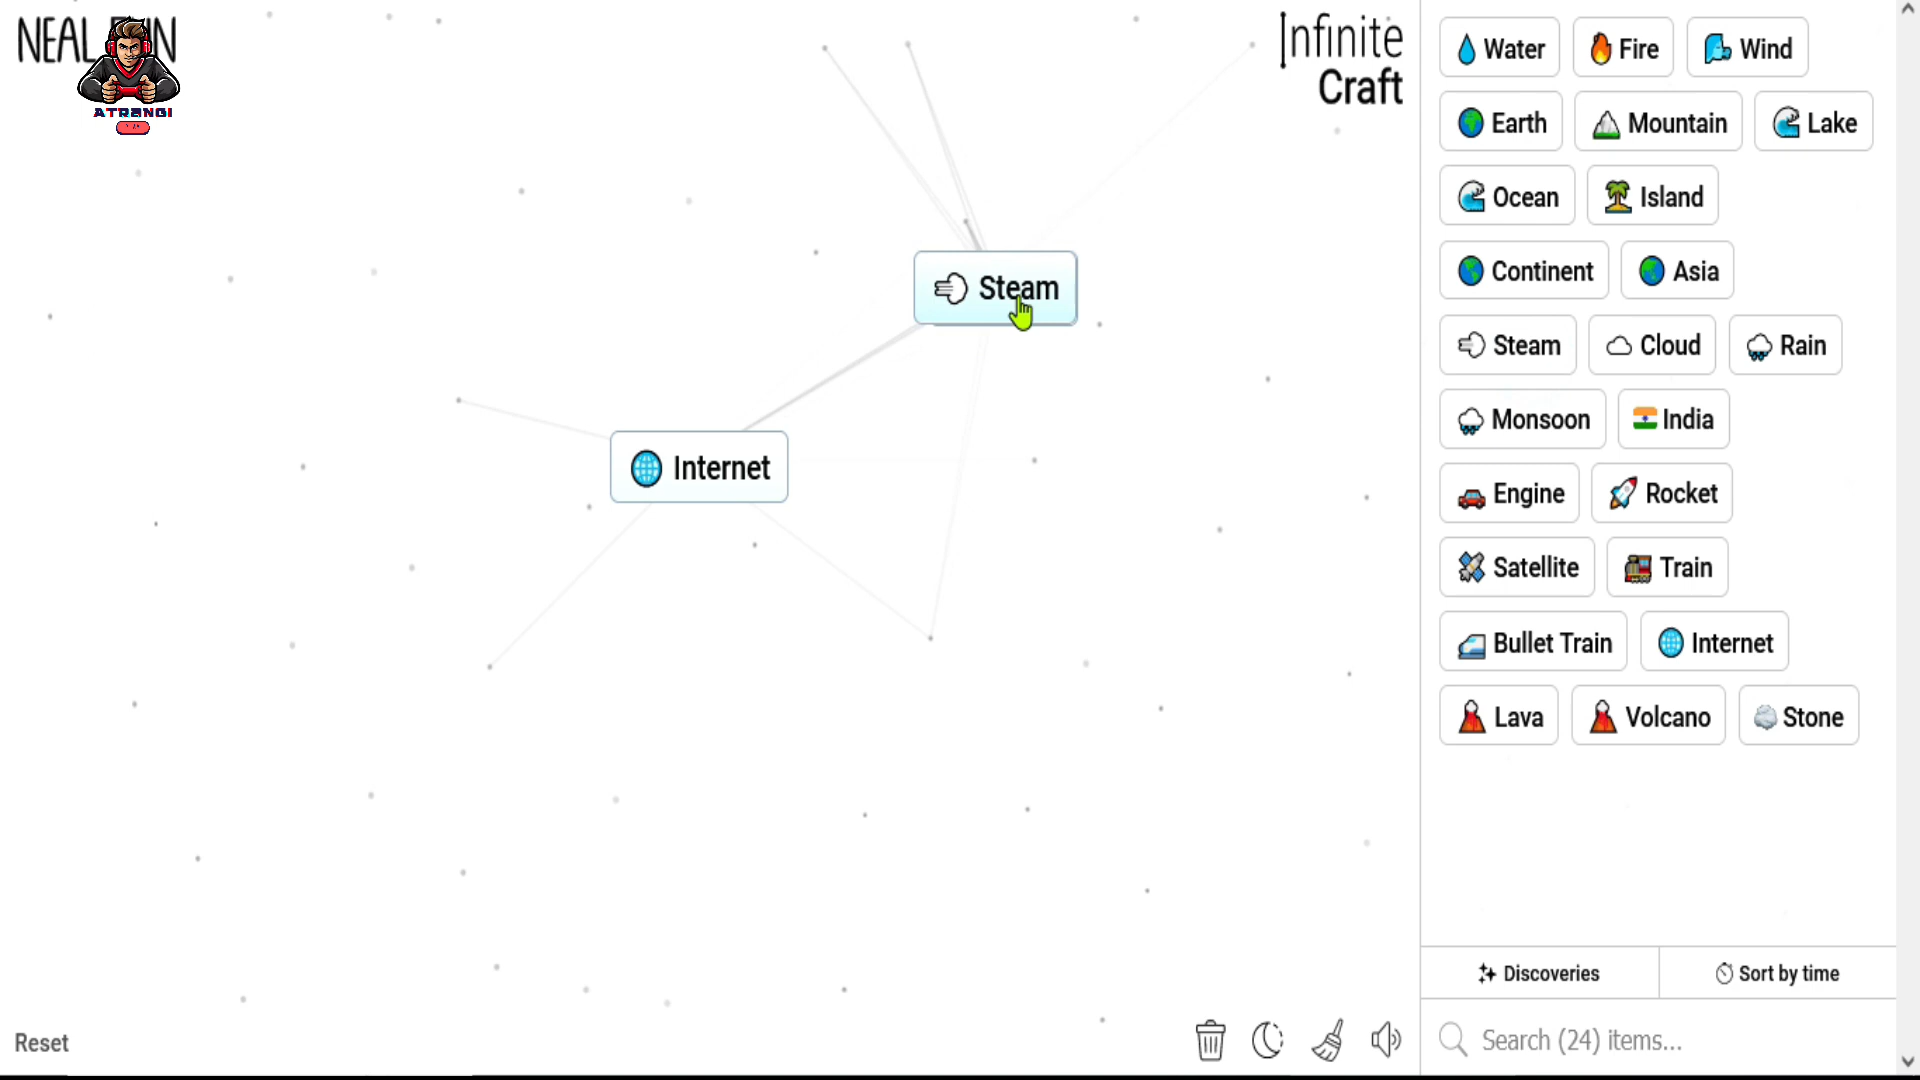 NEAL
N
ATRANGI
Infinite
Craft
Steam
Internet
Water
Fire
Wind
Earth
Mountain
Lake
Ocean
Island
Continent
Asia
Steam
Cloud
Rain
Monsoon
India
Engine
Rocket
Satellite
Train
Bullet Train
Internet
Lava
Volcano
Stone
Discoveries
Sort by time
Search (24) items...
Reset